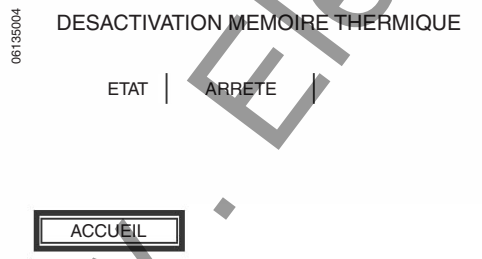 06135004
DESACTIVATION MEMOIRE THERMIQUE
ETAT | ARRETE |
ACCUEIL